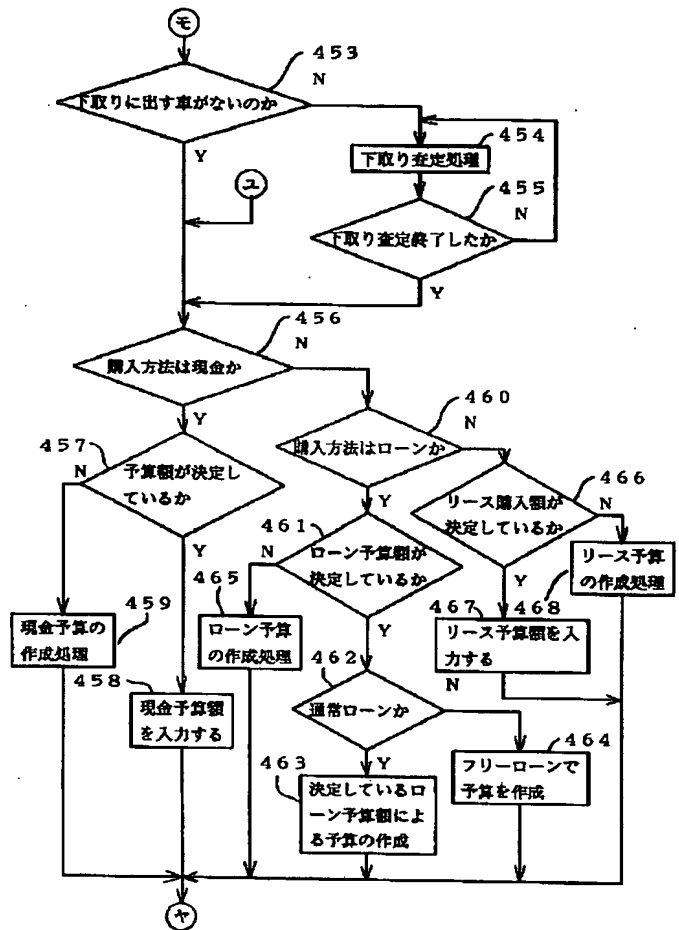 モ
453
N
下取りに出す車がないのか
Y
454
下取り査定処理
ユ
455
N
下取り査定終了したか
Y
456
N
購入方法は現金か
Y
460
N
購入方法はローンか
Y
457
N
予算額が決定し
ているか
Y
466
N
リース購入額が
決定しているか
Y
461
N
ローン予算額が
決定しているか
Y
465
ローン予算
の作成処理
468
リース予算
の作成処理
467
リース予算額を入
力する
459
現金予算の
作成処理
458
現金予算額
を入力する
462
N
通常ローンか
Y
464
フリーローンで
予算を作成
463
決定しているロ
ーン予算額によ
る予算の作成
ヤ